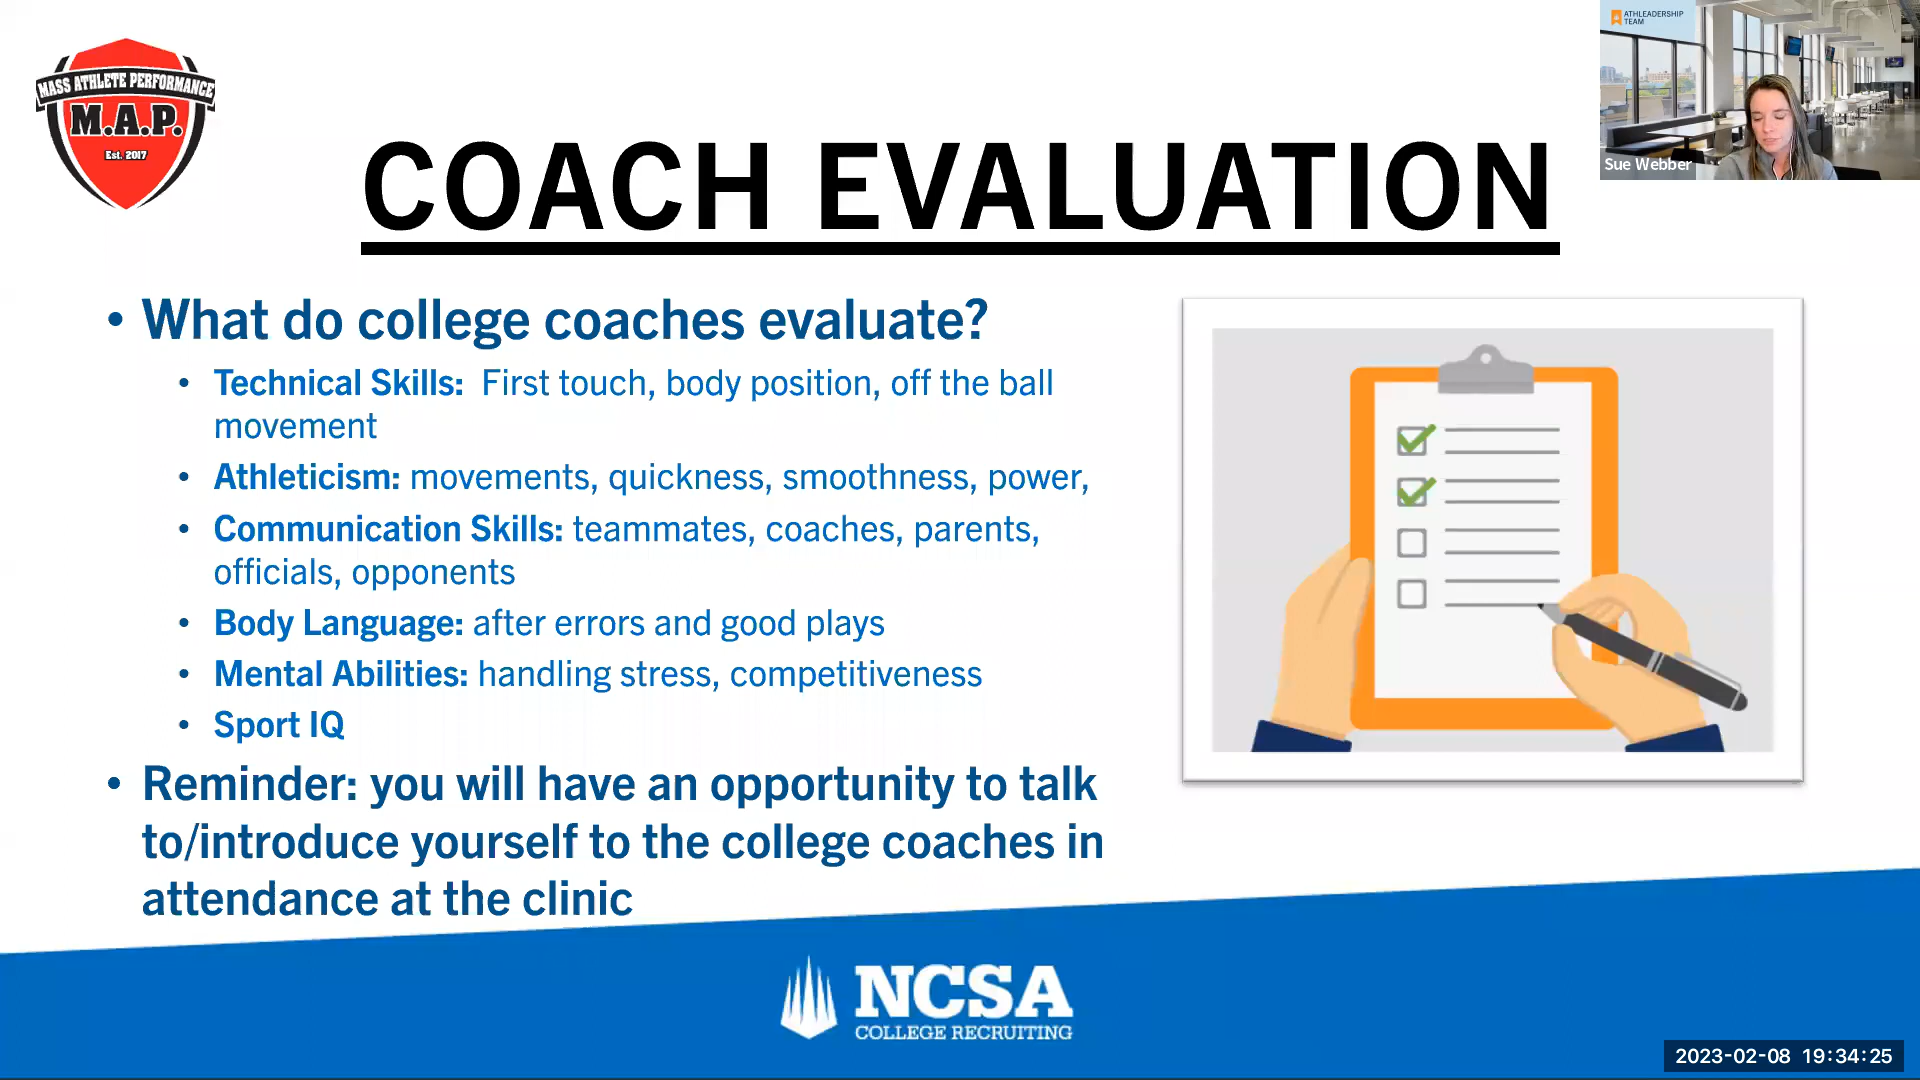 MASS ATHLETE PERFORMANCE
M.A.P.
Est. 2017
ATHLEADERSHIP
TEAM
Sue Webber
COACH EVALUATION
• What do college coaches evaluate?
• Technical Skills:  First touch, body position, off the ball
movement
• Athleticism: movements, quickness, smoothness, power,
• Communication Skills: teammates, coaches, parents,
officials, opponents
• Body Language: after errors and good plays
• Mental Abilities: handling stress, competitiveness
• Sport IQ
• Reminder: you will have an opportunity to talk
to/introduce yourself to the college coaches in
attendance at the clinic
NCSA
COLLEGE RECRUITING
2023-02-08 19:34:25